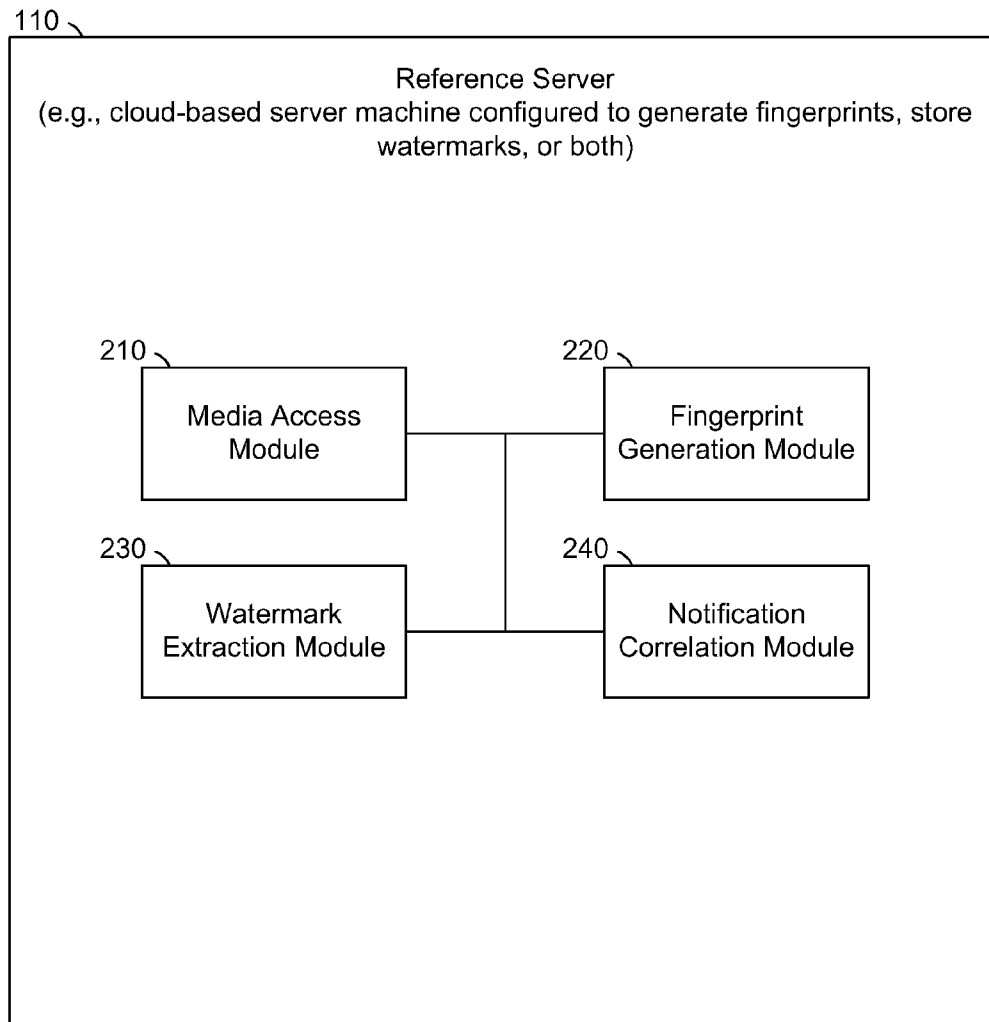 110
Reference Server
(e.g., cloud-based server machine configured to generate fingerprints, store
watermarks, or both)
210
Media Access
Module
220
Fingerprint
Generation Module
230
Watermark
Extraction Module
240
Notification
Correlation Module